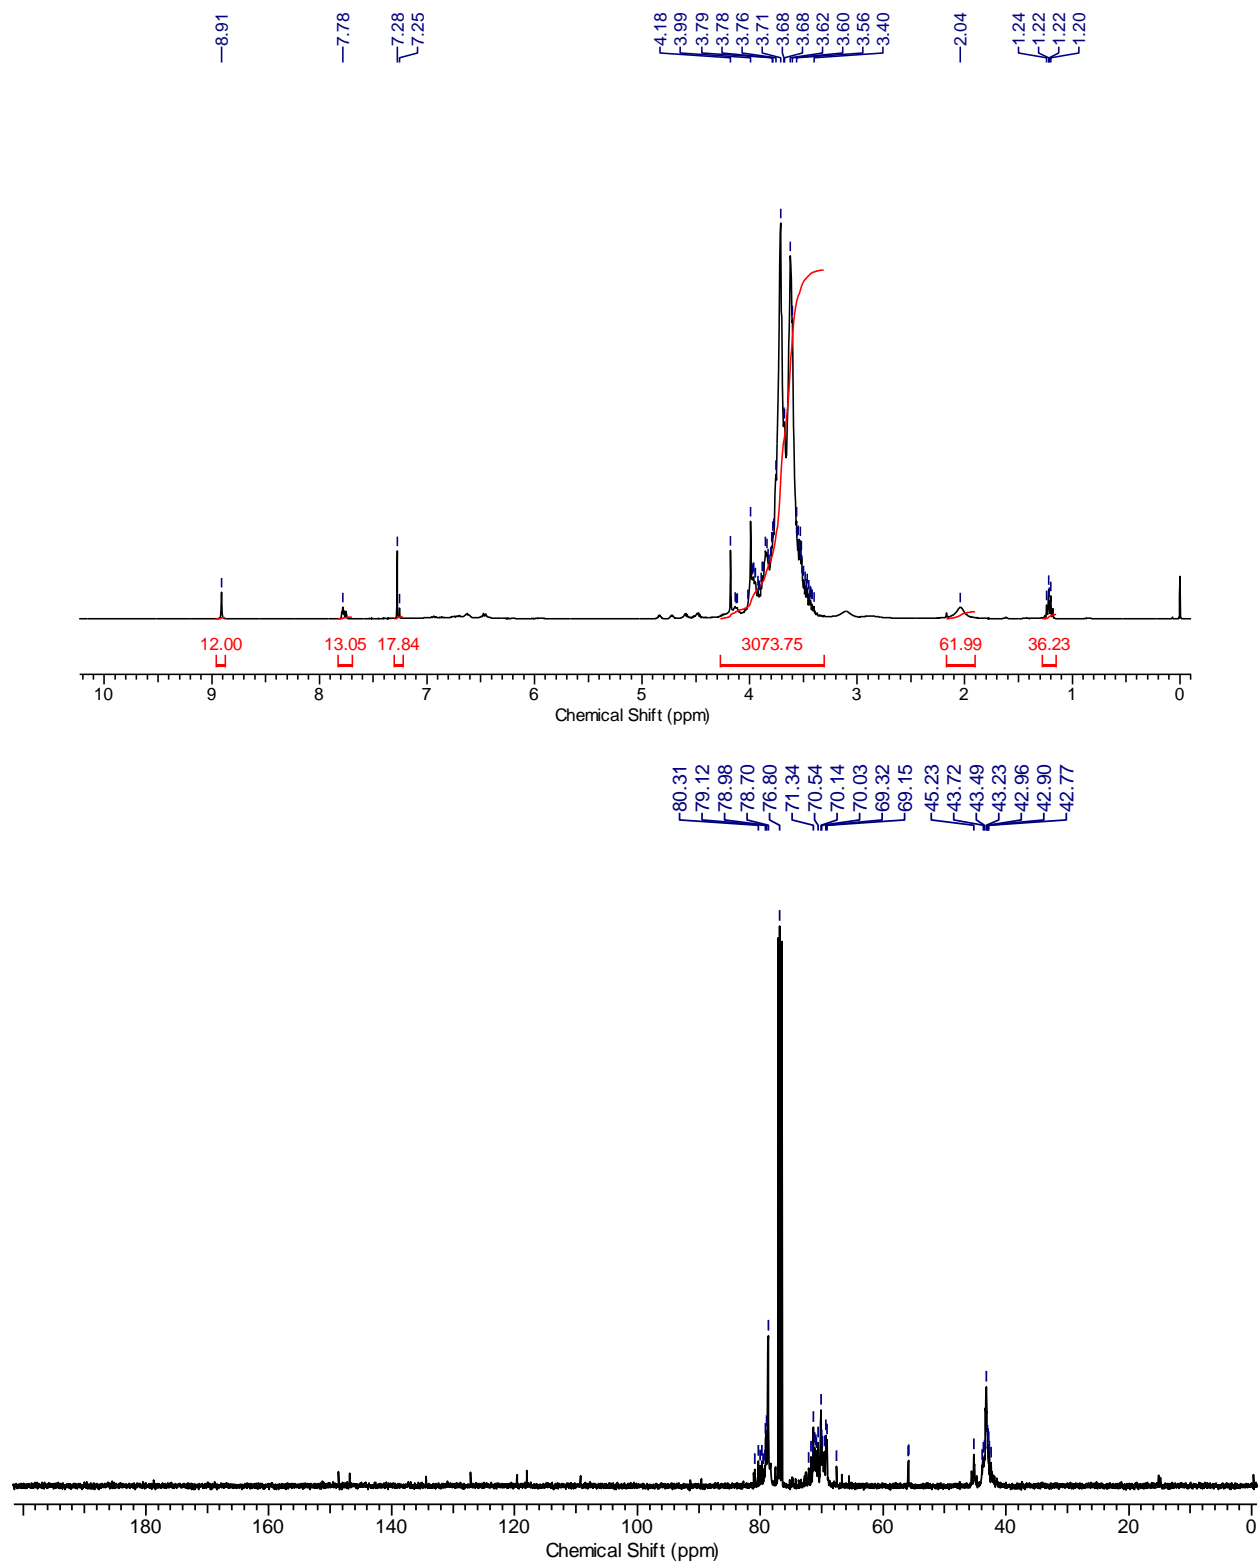 8.91 7.78 7.28 7.25 4.18 3.99 3.79 3.78 3.76 3.71 3.68 3.68 3.62 3.60 3.56 3.40 2.04 1.24 1.22 1.22 1.20
12.00 13.05 17.84 3073.75 61.99 36.23
10 9 8 7 6 5 4 3 2 1 0
Chemical Shift (ppm)
80.31 79.12 78.98 78.70 76.80 71.34 70.54 70.14 70.03 69.32 69.15 45.23 43.72 43.49 43.23 42.96 42.90 42.77
180 160 140 120 100 80 60 40 20 0
Chemical Shift (ppm)